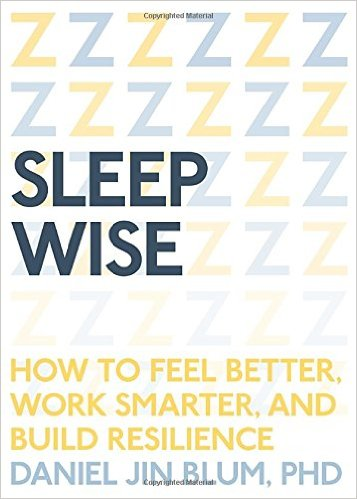 Copyrighted Material
Z Z Z Z Z Z Z
Z Z Z Z Z Z Z
SLEEP
WISE
HOW TO FEEL BETTER,
WORK SMARTER, AND
BUILD RESILIENCE
DANIEL JIN BLUM, PHD
Copyrighted Material